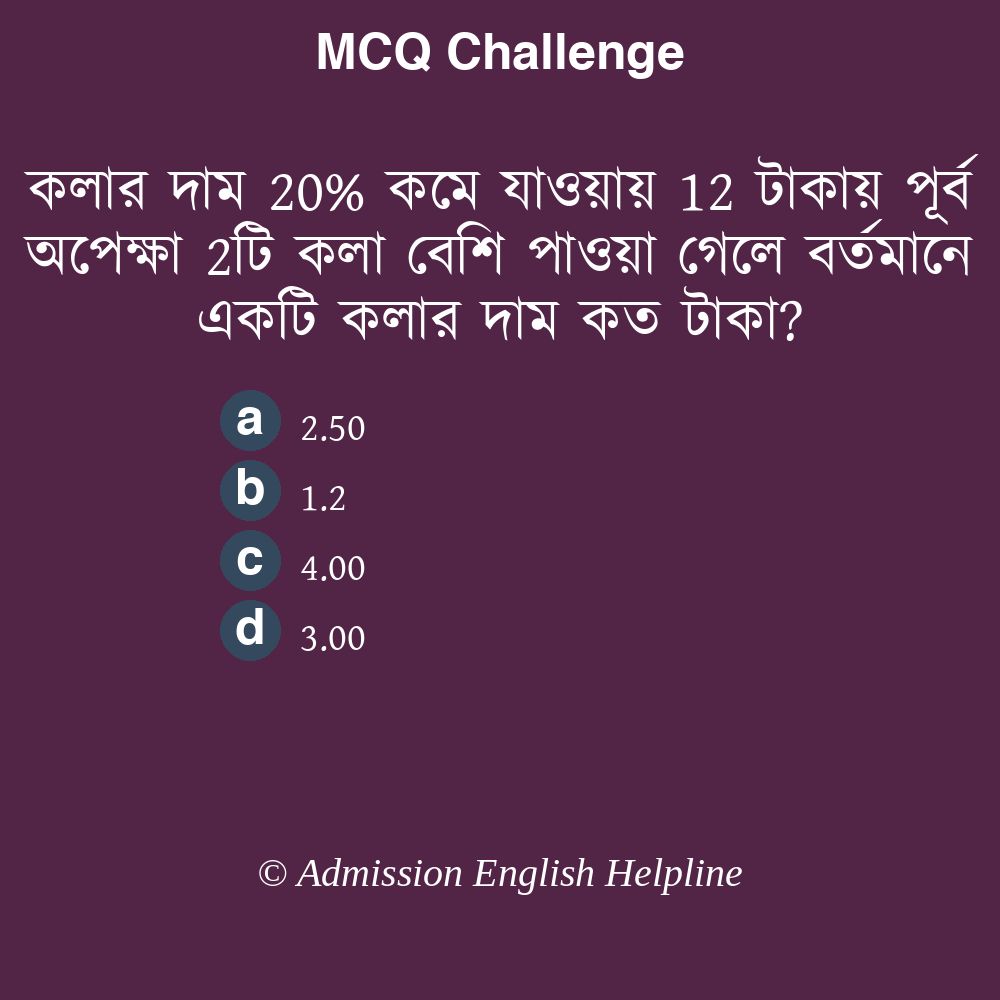 MCQ Challenge
কলার দাম 20% কমে যাওয়ায় 12 টাকায় পূর্ব
অপেক্ষা 2টি কলা বেশি পাওয়া গেলে বর্তমানে
একটি কলার দাম কত টাকা?
a 2.50
b 1.2
c 4.00
d 3.00
© Admission English Helpline